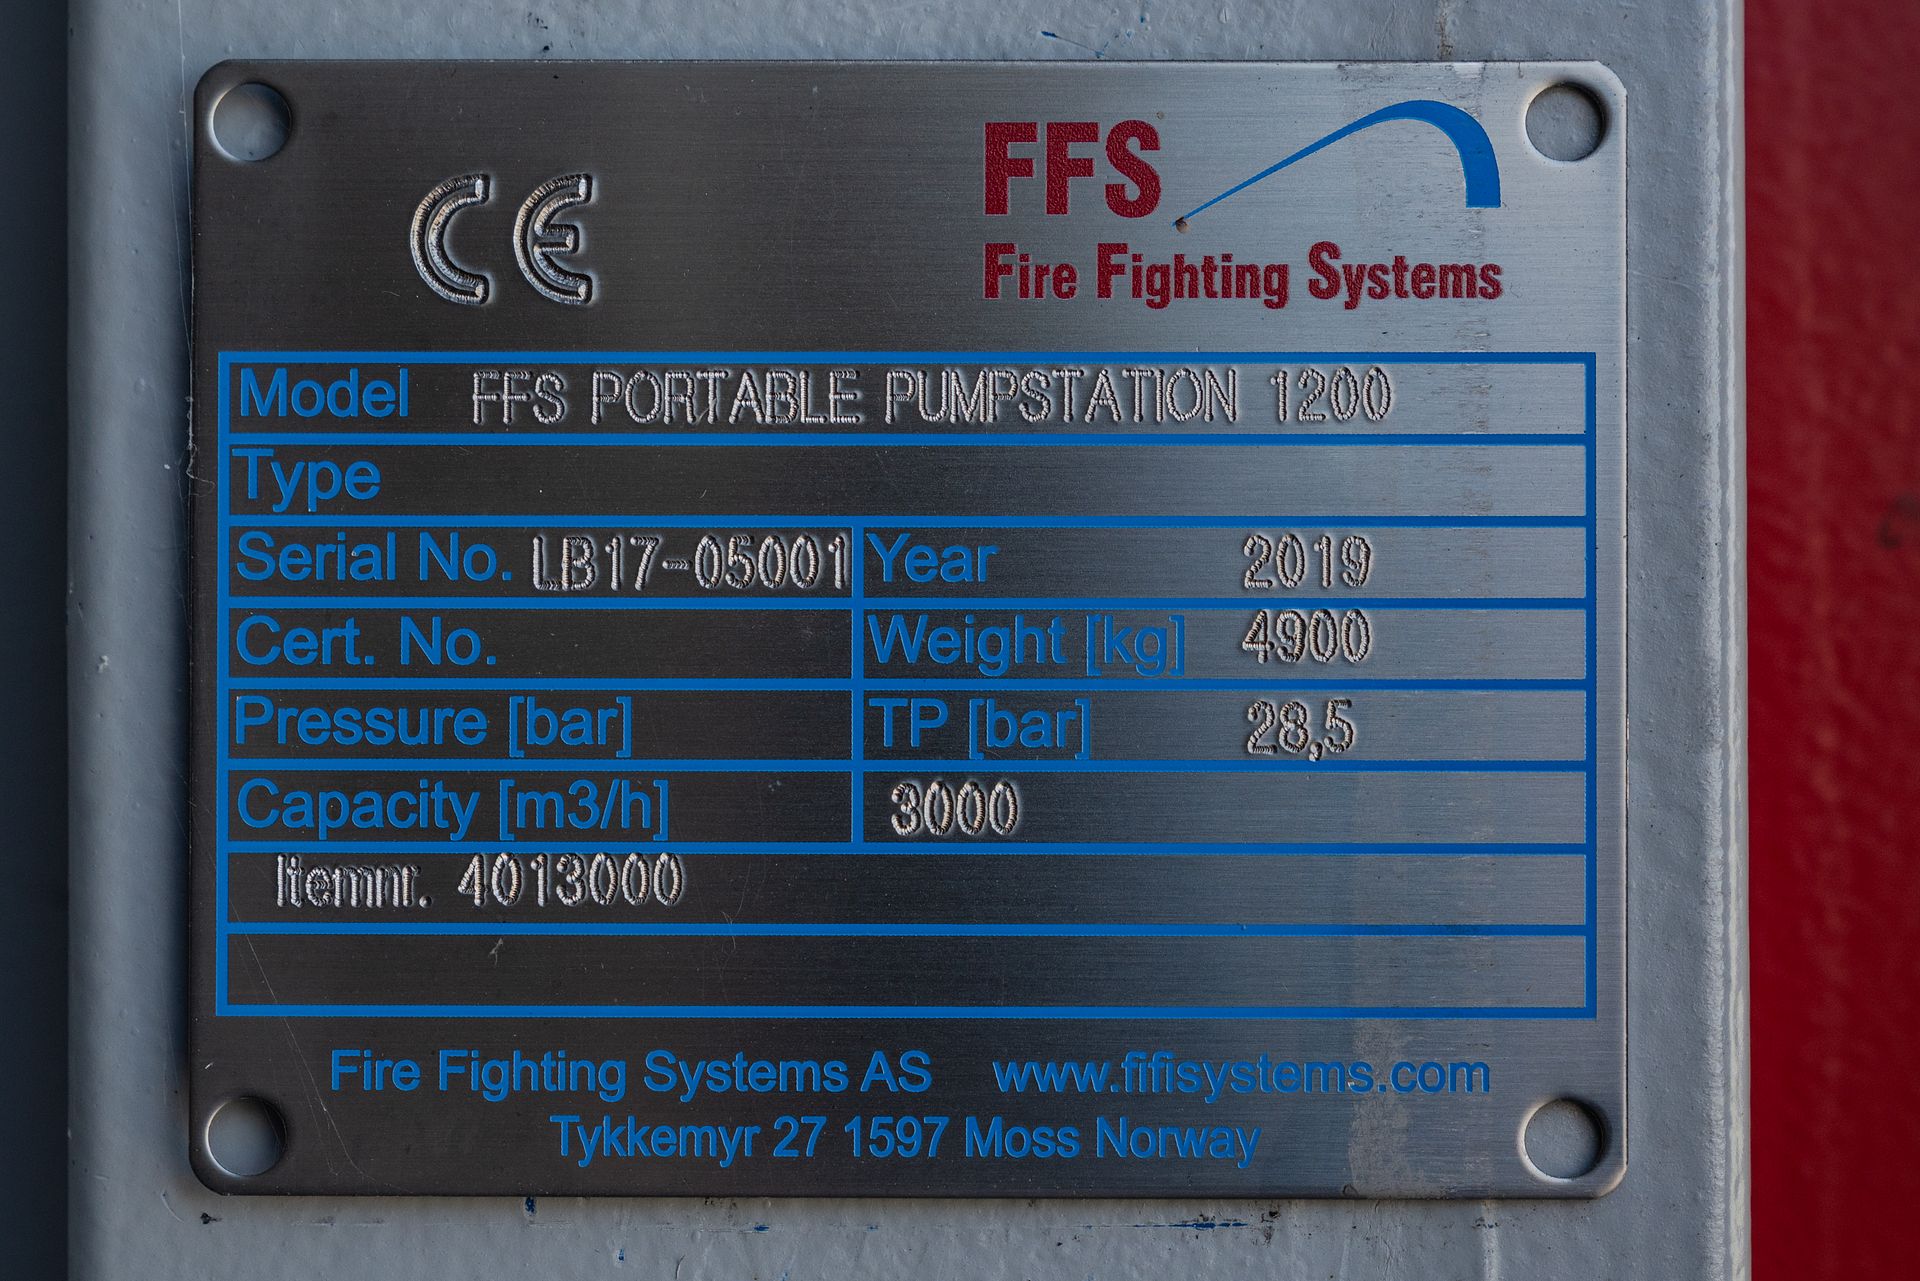 CE
FFS
Fire Fighting Systems
Model FFS PORTABLE PUMPSTATION 1200
Type
Serial No. LB17-05001 Year 2019
Cert. No. Weight [kg] 4900
Pressure [bar] TP [bar] 28,5
Capacity [m3/h] 3000
Itemnr. 4013000
Fire Fighting Systems AS www.fifisystems.com
Tykkemyr 27 1597 Moss Norway